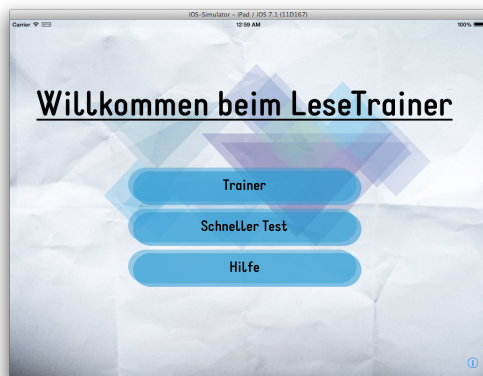 iOS-Simulator – iPad / iOS 7.1 (11D167)
Carrier 12:59 AM 100%
Willkommen beim LeseTrainer
Trainer
Schneller Test
Hilfe